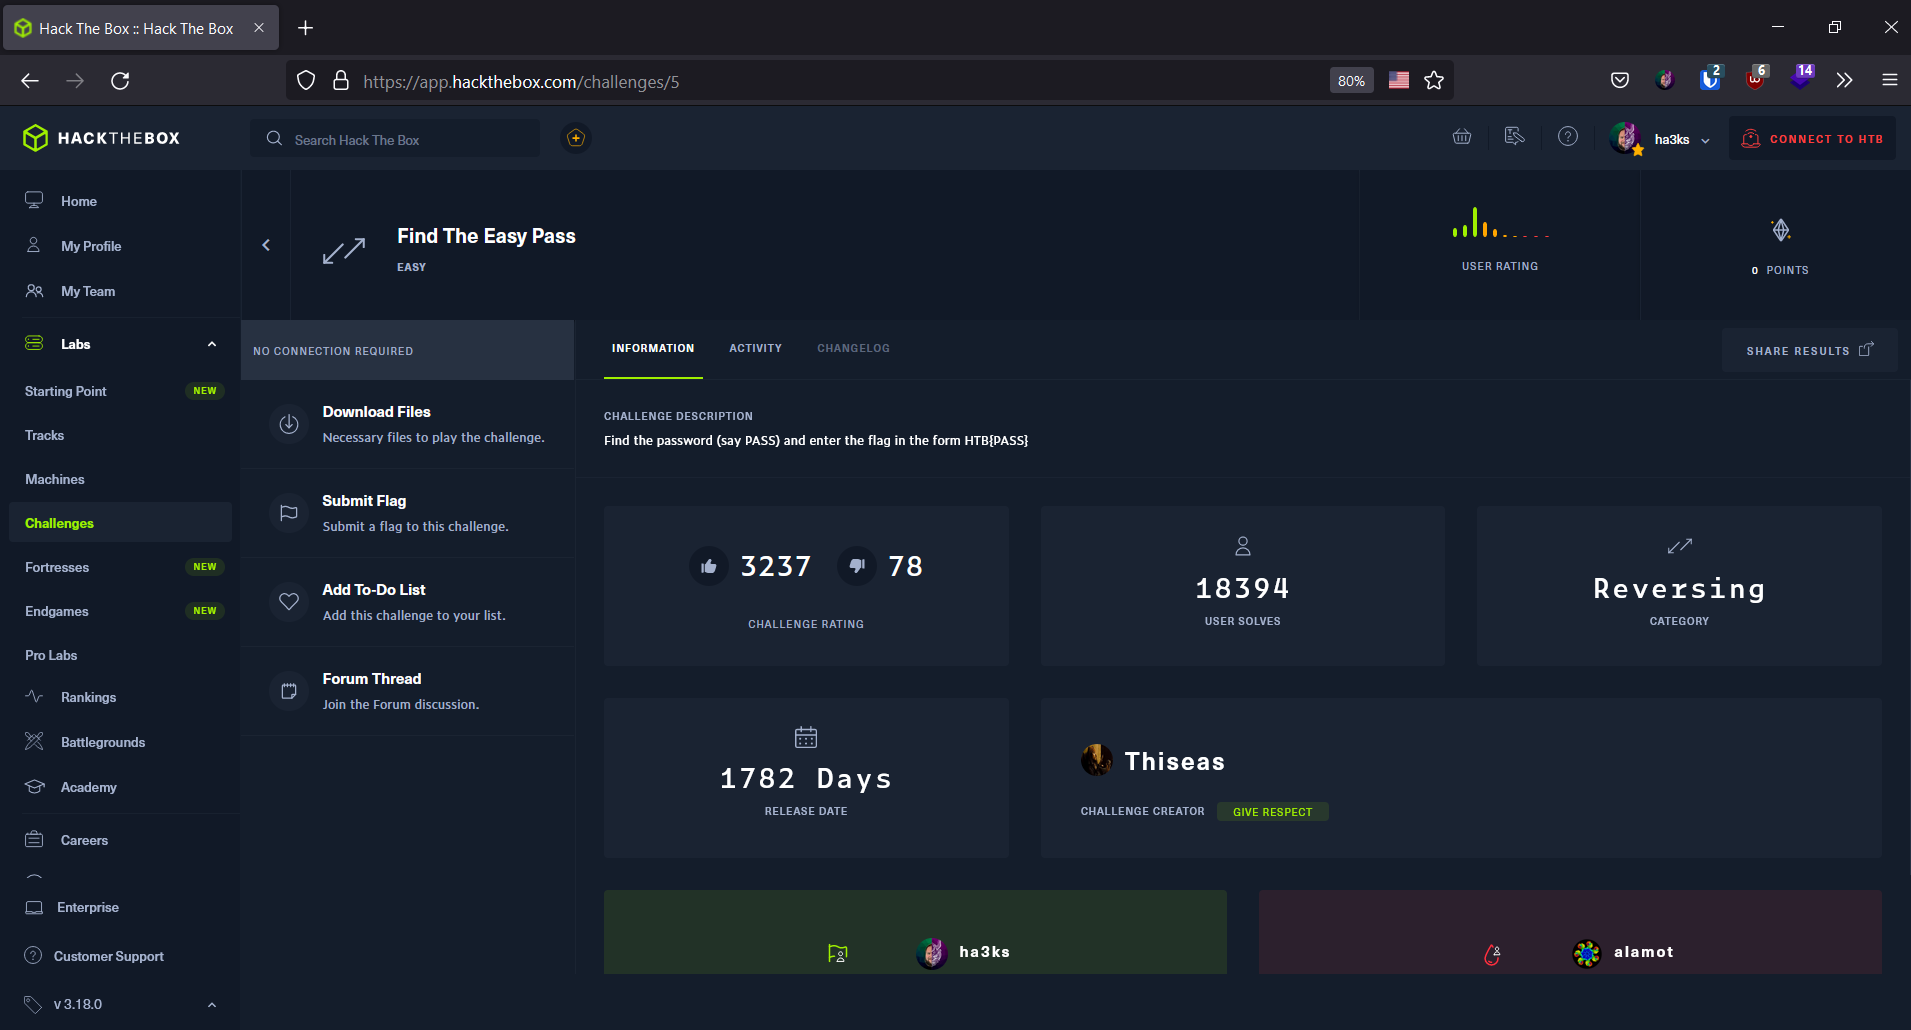 Hack The Box :: Hack The Box
https://app.hackthebox.com/challenges/5
80%
2
6
14
HACKTHEBOX
Search Hack The Box
ha3ks
CONNECT TO HTB
Home
My Profile
My Team
Labs
Starting Point
NEW
Tracks
Machines
Challenges
Fortresses
NEW
Endgames
NEW
Pro Labs
Rankings
Battlegrounds
Academy
Careers
Enterprise
Customer Support
v 3.18.0
Find The Easy Pass
EASY
USER RATING
0 POINTS
NO CONNECTION REQUIRED
Download Files
Necessary files to play the challenge.
Submit Flag
Submit a flag to this challenge.
Add To-Do List
Add this challenge to your list.
Forum Thread
Join the Forum discussion.
INFORMATION
ACTIVITY
CHANGELOG
SHARE RESULTS
CHALLENGE DESCRIPTION
Find the password (say PASS) and enter the flag in the form HTB{PASS}
3237
78
CHALLENGE RATING
18394
USER SOLVES
Reversing
CATEGORY
1782 Days
RELEASE DATE
Thiseas
CHALLENGE CREATOR
GIVE RESPECT
ha3ks
alamot